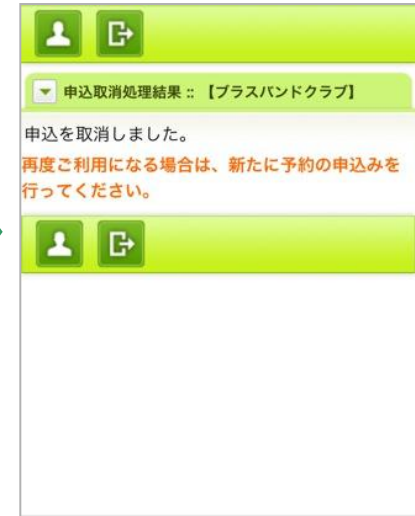 申込取消処理結果 :: 【ブラスバンドクラブ】
申込を取消しました。
再度ご利用になる場合は、新たに予約の申込みを
行ってください。